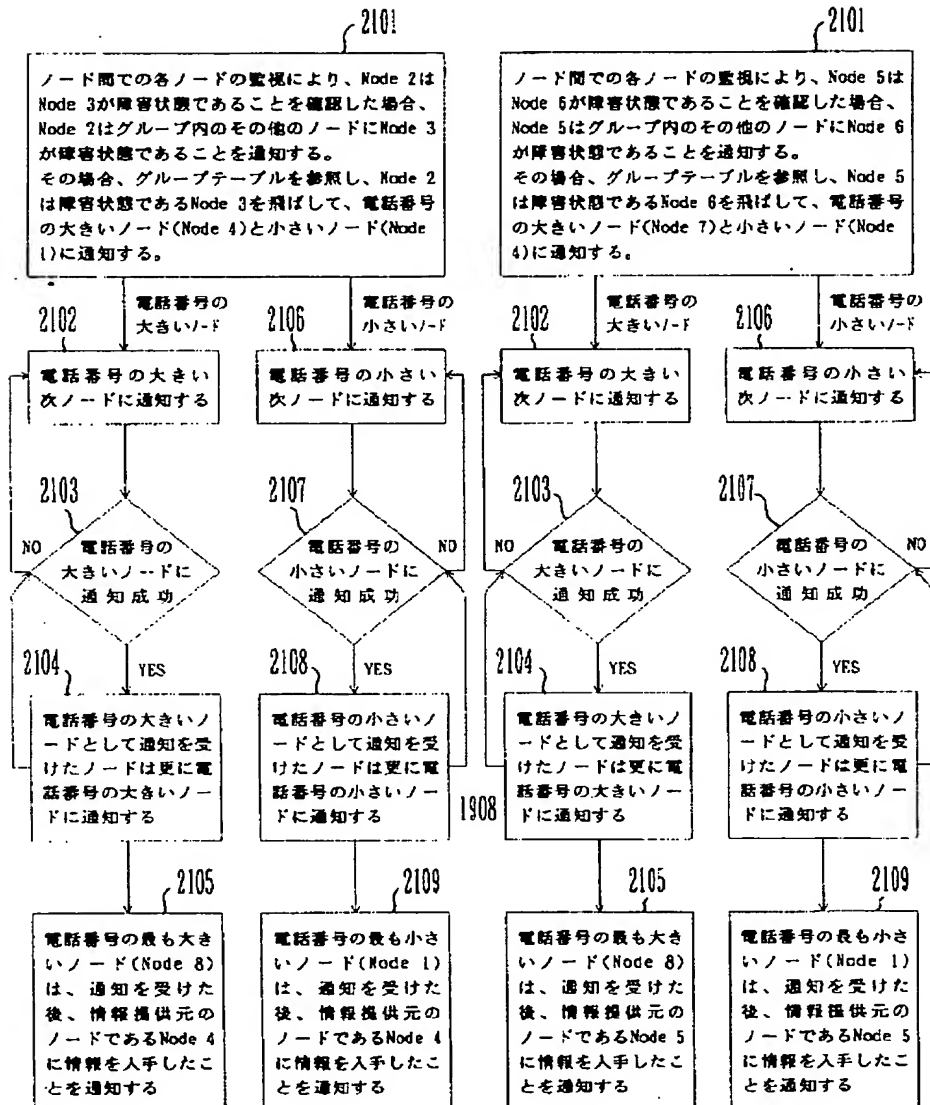 2101
ノード間での各ノードの監視により、Node 2は
Node 3が障害状態であることを確認した場合、
Node 2はグループ内のその他のノードにNode 3
が障害状態であることを通知する。
その場合、グループテーブルを参照し、Node 2
は障害状態であるNode 3を飛ばして、電話番号
の大きいノード(Node 4)と小さいノード(Node
1)に通知する。
電話番号の
大きいノード
電話番号の
小さいノード
2102
電話番号の大きい
次ノードに通知する
2106
電話番号の小さい
次ノードに通知する
2103
NO
電話番号の
大きいノードに
通知成功
2107
電話番号の
小さいノードに
通知成功
NO
YES
YES
2104
電話番号の大きいノ
ードとして通知を受
けたノードは更に電
話番号の大きいノー
ドに通知する
2108
電話番号の小さいノ
ードとして通知を受
けたノードは更に電
話番号の小さいノー
ドに通知する
2105
電話番号の最も大き
いノード(Node 8)
は、通知を受けた
後、情報提供元の
ノードであるNode 4
に情報を入手したこ
とを通知する
2109
電話番号の最も小さ
いノード(Node 1)
は、通知を受けた
後、情報提供元の
ノードであるNode 4
に情報を入手したこ
とを通知する
2101
ノード間での各ノードの監視により、Node 5は
Node 6が障害状態であることを確認した場合、
Node 5はグループ内のその他のノードにNode 6
が障害状態であることを通知する。
その場合、グループテーブルを参照し、Node 5
は障害状態であるNode 6を飛ばして、電話番号
の大きいノード(Node 7)と小さいノード(Node
4)に通知する。
電話番号の
大きいノード
電話番号の
小さいノード
2102
電話番号の大きい
次ノードに通知する
2106
電話番号の小さい
次ノードに通知する
2103
NO
電話番号の
大きいノードに
通知成功
2107
電話番号の
小さいノードに
通知成功
NO
YES
YES
1908
2104
電話番号の大きいノ
ードとして通知を受
けたノードは更に電
話番号の大きいノー
ドに通知する
2108
電話番号の小さいノ
ードとして通知を受
けたノードは更に電
話番号の小さいノー
ドに通知する
2105
電話番号の最も大き
いノード(Node 8)
は、通知を受けた
後、情報提供元の
ノードであるNode 5
に情報を入手したこ
とを通知する
2109
電話番号の最も小さ
いノード(Node 1)
は、通知を受けた
後、情報提供元の
ノードであるNode 5
に情報を入手したこ
とを通知する